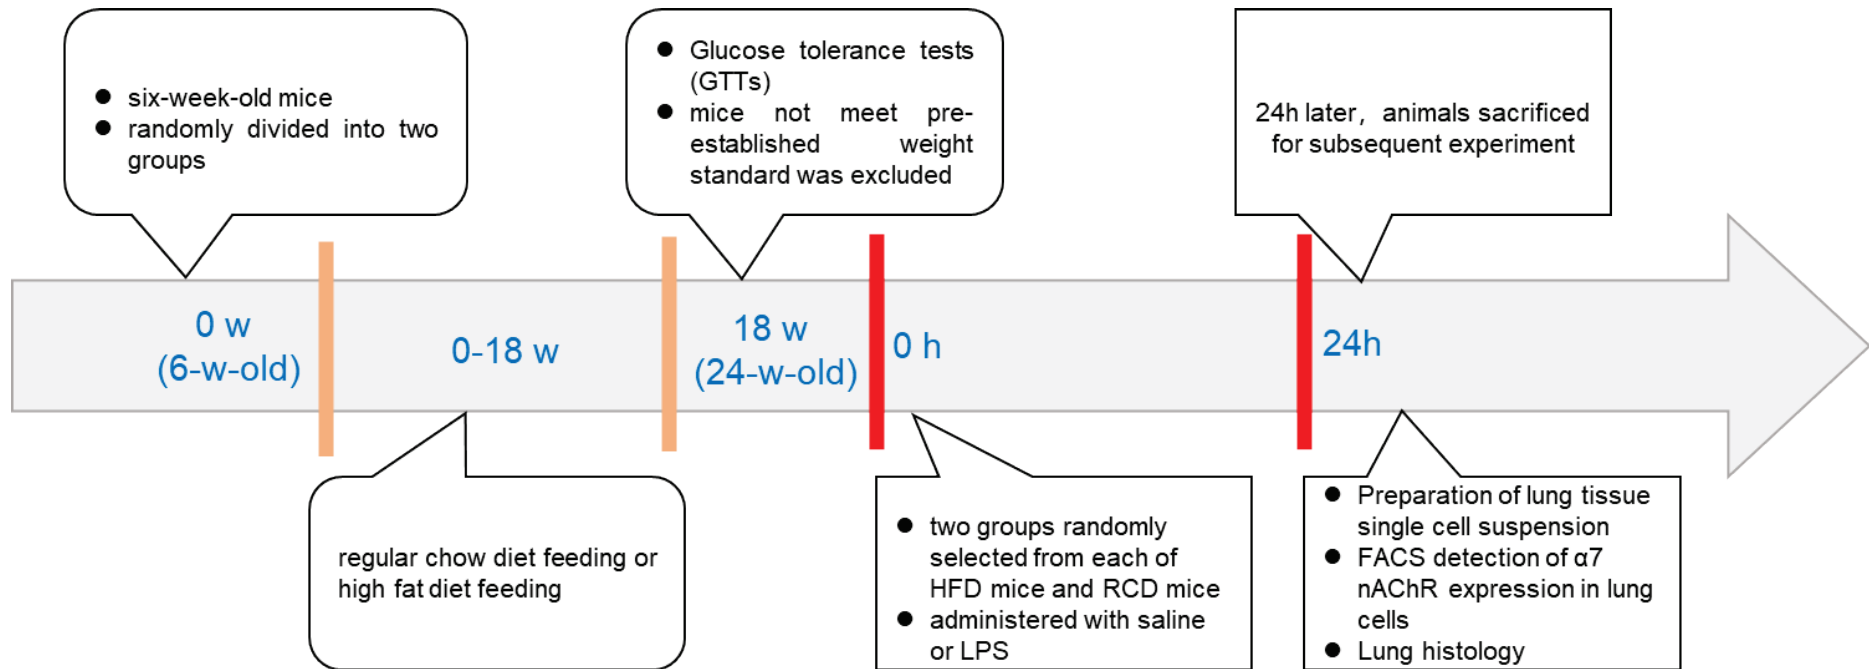 ● six-week-old mice
● randomly divided into two
groups
● Glucose tolerance tests
(GTTs)
● mice not meet pre-
established weight
standard was excluded
24h later, animals sacrificed
for subsequent experiment
0 w
(6-w-old)
0-18 w
18 w
(24-w-old)
0 h
24h
regular chow diet feeding or
high fat diet feeding
● two groups randomly
selected from each of
HFD mice and RCD mice
● administered with saline
or LPS
● Preparation of lung tissue
single cell suspension
● FACS detection of α7
nAChR expression in lung
cells
● Lung histology